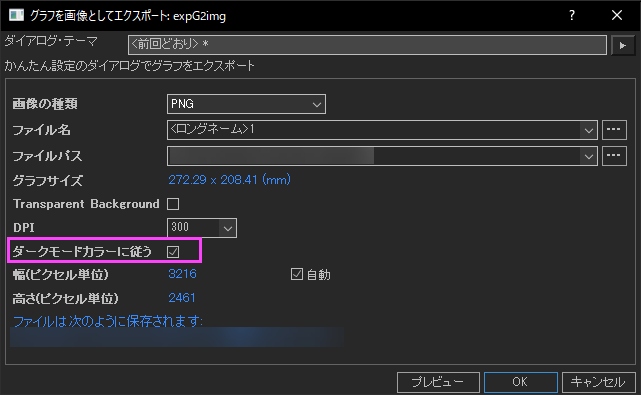 グラフを画像としてエクスポート: expG2img
ダイアログ・テーマ <前回どおり> *
かんたん設定のダイアログでグラフをエクスポート
画像の種類 PNG
ファイル名 <ロングネーム>1
ファイルパス
グラフサイズ 272.29 x 208.41 (mm)
Transparent Background
DPI 300
ダークモードカラーに従う
幅(ピクセル単位) 3216 自動
高さ(ピクセル単位) 2461
ファイルは次のように保存されます:
プレビュー OK キャンセル